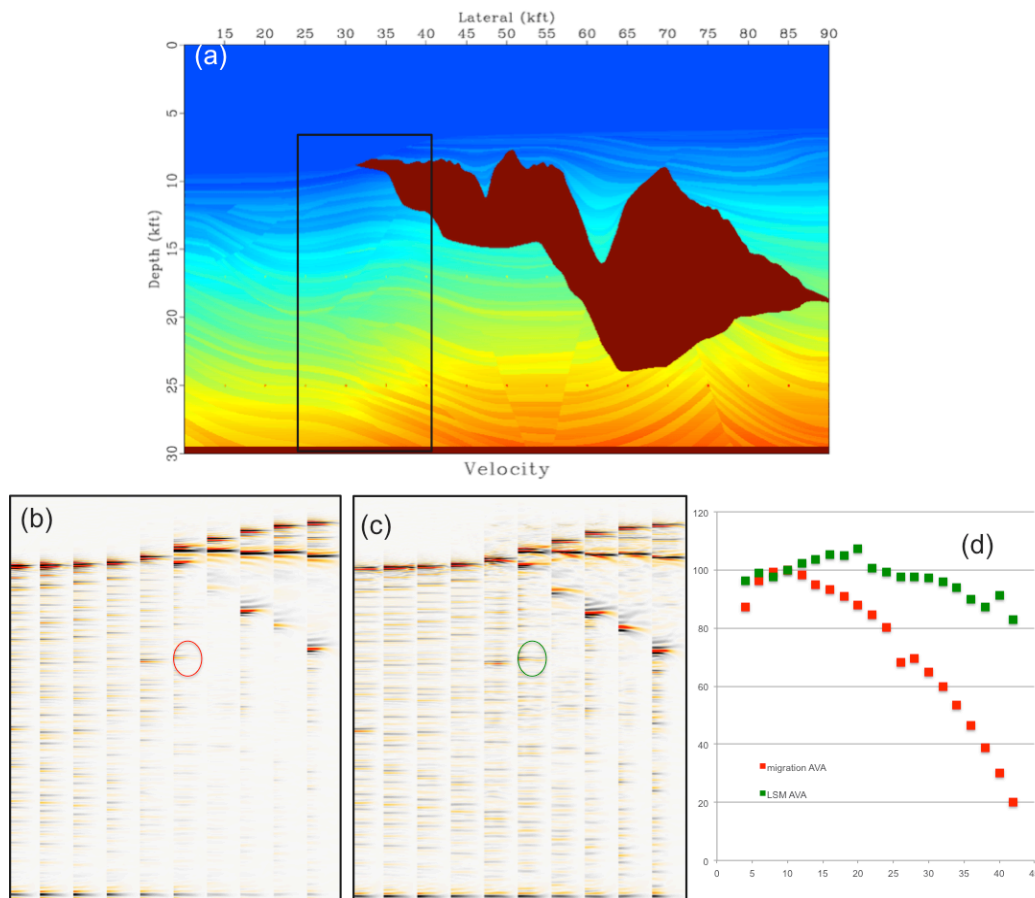 Lateral (kft)
15 20 25 30 35 40 45 50 55 60 65 70 75 80 85 90
(a)
Depth (kft)
0
5
10
15
20
25
30
Velocity
(b)
(c)
(d)
120
100
80
60
40
20
0
migration AVA
LSM AVA
0 5 10 15 20 25 30 35 40 45